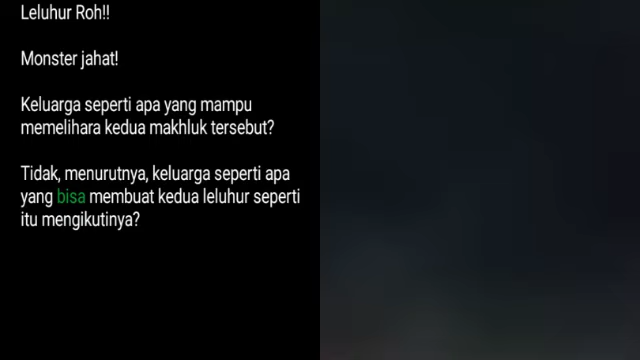 Leluhur Roh!!
Monster jahat!
Keluarga seperti apa yang mampu
memelihara kedua makhluk tersebut?
Tidak, menurutnya, keluarga seperti apa
yang bisa membuat kedua leluhur seperti
itu mengikutinya?